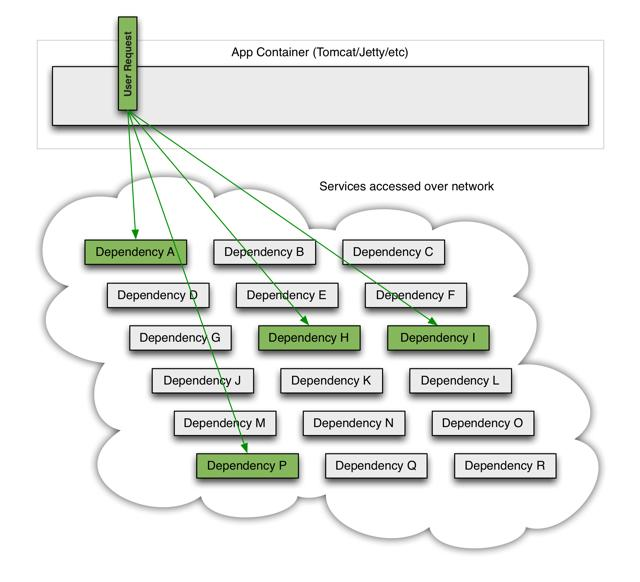 User Request
App Container (Tomcat/Jetty/etc)
Services accessed over network
Dependency A
Dependency B
Dependency C
Dependency D
Dependency E
Dependency F
Dependency G
Dependency H
Dependency I
Dependency J
Dependency K
Dependency L
Dependency M
Dependency N
Dependency O
Dependency P
Dependency Q
Dependency R